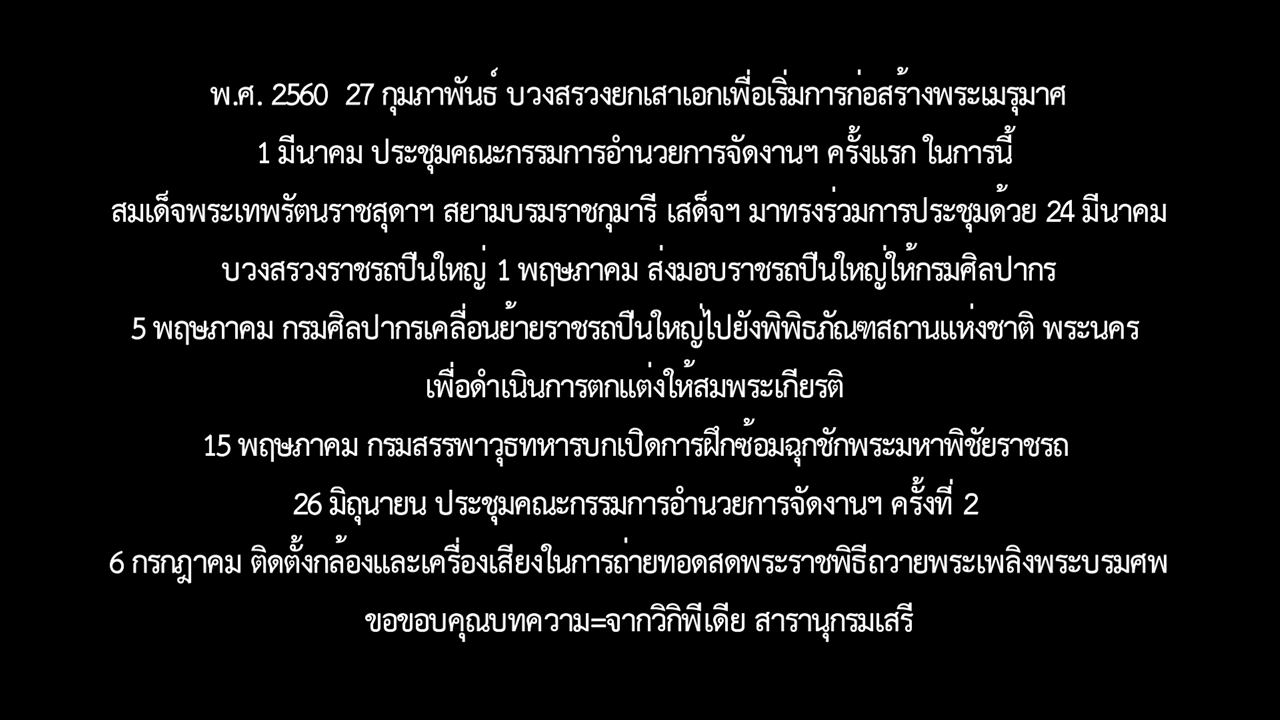 พ.ศ. 2560 27 กุมภาพันธ์ บวงสรวงยกเสาเอกเพื่อเริ่มการก่อสร้างพระเมรุมาศ
1 มีนาคม ประชุมคณะกรรมการอำนวยการจัดงานฯ ครั้งแรก ในการนี้
สมเด็จพระเทพรัตนราชสุดาฯ สยามบรมราชกุมารี เสด็จฯ มาทรงร่วมการประชุมด้วย 24 มีนาคม
บวงสรวงราชรถปืนใหญ่ 1 พฤษภาคม ส่งมอบราชรถปืนใหญ่ให้กรมศิลปากร
5 พฤษภาคม กรมศิลปากรเคลื่อนย้ายราชรถปืนใหญ่ไปยังพิพิธภัณฑสถานแห่งชาติ พระนคร
เพื่อดำเนินการตกแต่งให้สมพระเกียรติ
15 พฤษภาคม กรมสรรพาวุธทหารบกเปิดการฝึกซ้อมฉุดชักพระมหาพิชัยราชรถ
26 มิถุนายน ประชุมคณะกรรมการอำนวยการจัดงานฯ ครั้งที่ 2
6 กรกฎาคม ติดตั้งกล้องและเครื่องเสียงในการถ่ายทอดสดพระราชพิธีถวายพระเพลิงพระบรมศพ
ขอขอบคุณบทความ=จากวิกิพีเดีย สารานุกรมเสรี